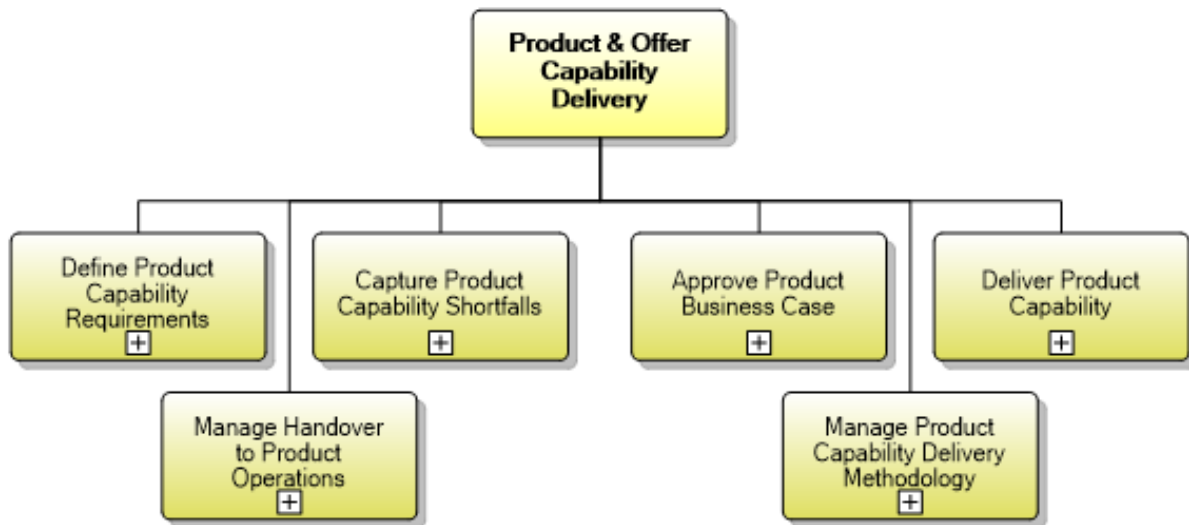 Product & Offer
Capability
Delivery
Define Product
Capability
Requirements
Capture Product
Capability Shortfalls
Approve Product
Business Case
Deliver Product
Capability
Manage Handover
to Product
Operations
Manage Product
Capability Delivery
Methodology